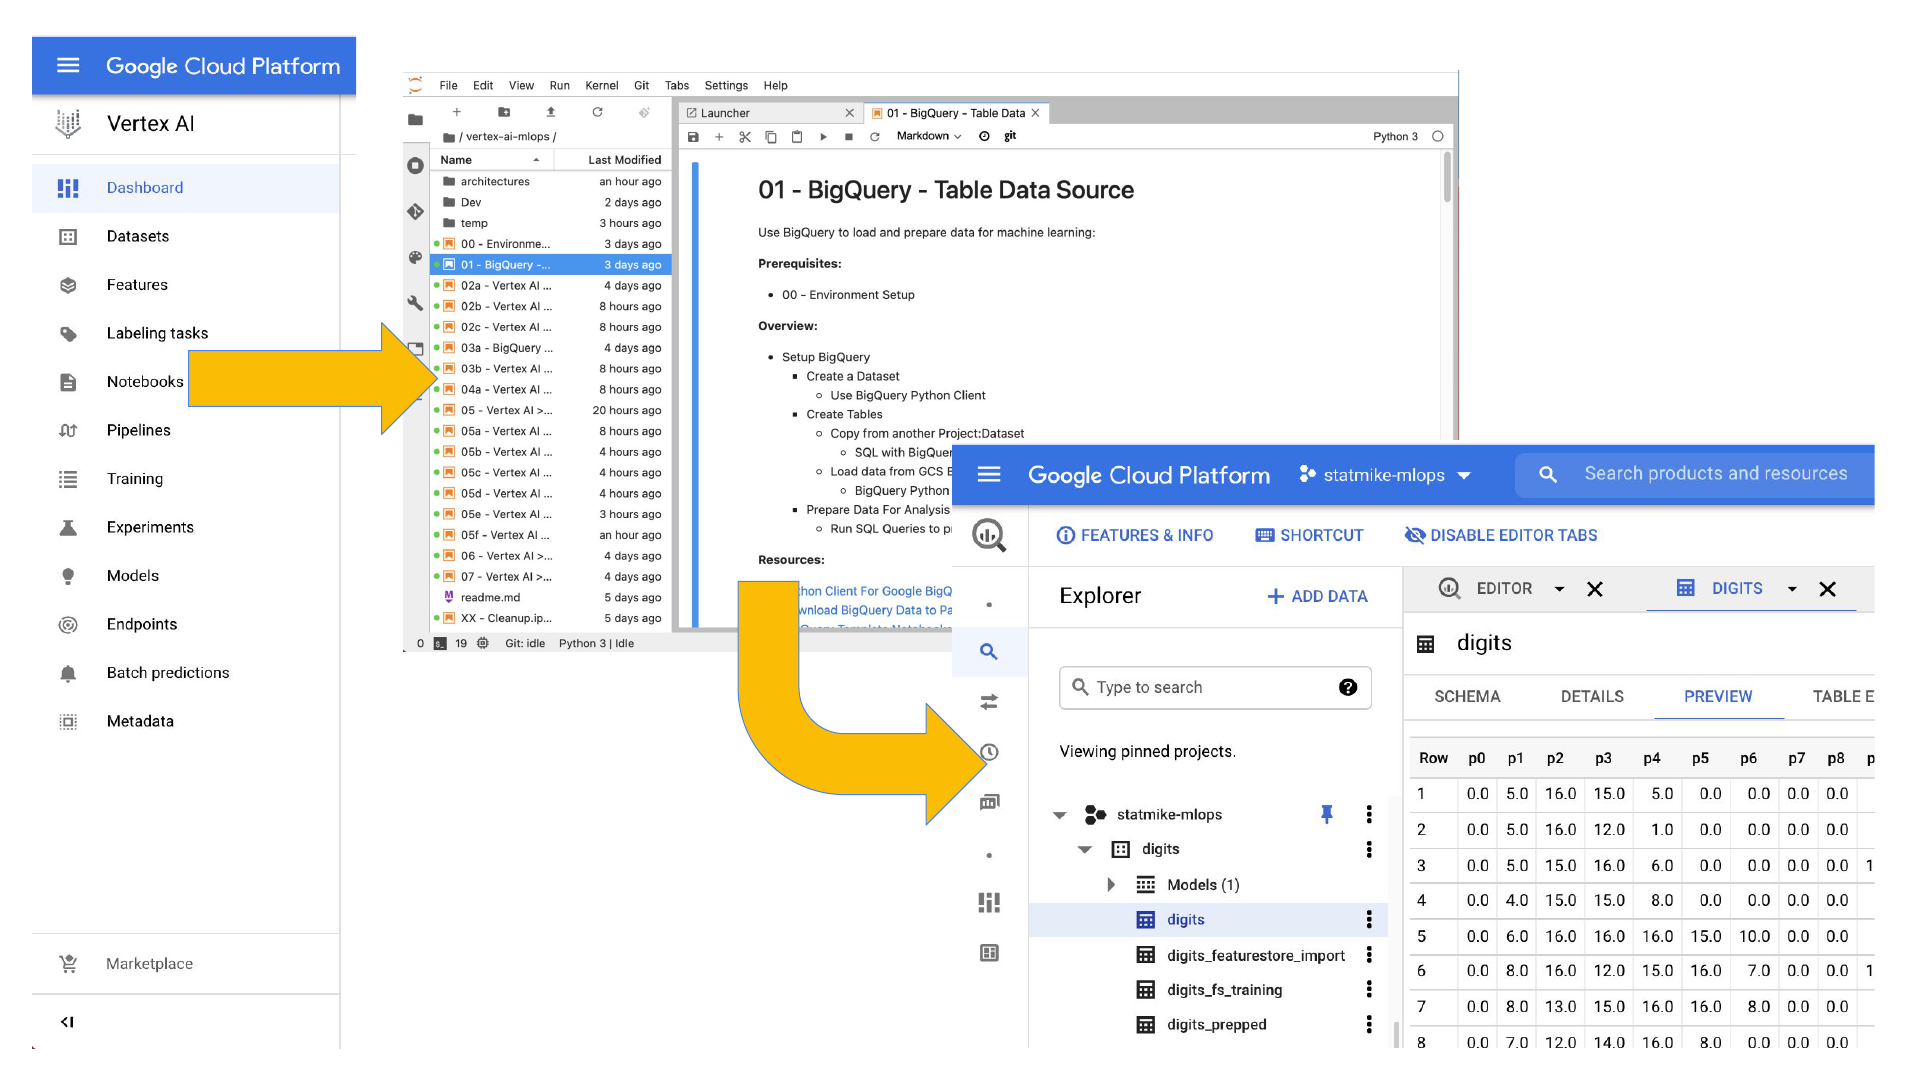 Google Cloud Platform
Vertex AI
Dashboard
Datasets
Features
Labeling tasks
Notebooks
Pipelines
Training
Experiments
Models
Endpoints
Batch predictions
Metadata
Marketplace
File Edit View Run Kernel Git Tabs Settings Help
/ vertex-ai-mlops /
Name Last Modified
architectures an hour ago
Dev 2 days ago
temp 3 hours ago
00 - Environme... 3 days ago
01 - BigQuery -... 3 days ago
02a - Vertex AI ... 4 days ago
02b - Vertex AI ... 8 hours ago
02c - Vertex AI ... 8 hours ago
03a - BigQuery ... 4 days ago
03b - Vertex AI ... 8 hours ago
04a - Vertex AI ... 8 hours ago
05 - Vertex AI >... 20 hours ago
05a - Vertex AI ... 8 hours ago
05b - Vertex AI ... 4 hours ago
05c - Vertex AI ... 4 hours ago
05d - Vertex AI ... 4 hours ago
05e - Vertex AI ... 3 hours ago
05f - Vertex AI ... an hour ago
06 - Vertex AI >... 4 days ago
07 - Vertex AI >... 4 days ago
readme.md 5 days ago
XX - Cleanup.ip... 5 days ago
0 19 Git: idle Python 3 | Idle
Launcher
01 - BigQuery - Table Data
Markdown git Python 3
01 - BigQuery - Table Data Source
Use BigQuery to load and prepare data for machine learning:
Prerequisites:
00 - Environment Setup
Overview:
Setup BigQuery
Create a Dataset
Use BigQuery Python Client
Create Tables
Copy from another Project:Dataset
SQL with BigQuer
Load data from GCS B
BigQuery Python
Prepare Data For Analysis
Run SQL Queries to pr
Resources:
hon Client For Google BigQ
wnload BigQuery Data to Pa
Query Template Notebooks
Google Cloud Platform statmike-mlops Search products and resources
FEATURES & INFO SHORTCUT DISABLE EDITOR TABS
Explorer + ADD DATA
Type to search
Viewing pinned projects.
statmike-mlops
digits
Models (1)
digits
digits_featurestore_import
digits_fs_training
digits_prepped
EDITOR DIGITS
digits
SCHEMA DETAILS PREVIEW TABLE E
Row p0 p1 p2 p3 p4 p5 p6 p7 p8 p
1 0.0 5.0 16.0 15.0 5.0 0.0 0.0 0.0 0.0
2 0.0 5.0 16.0 12.0 1.0 0.0 0.0 0.0 0.0
3 0.0 5.0 15.0 16.0 6.0 0.0 0.0 0.0 0.0 1
4 0.0 4.0 15.0 15.0 8.0 0.0 0.0 0.0 0.0
5 0.0 6.0 16.0 16.0 16.0 15.0 10.0 0.0 0.0
6 0.0 8.0 16.0 12.0 15.0 16.0 7.0 0.0 0.0 1
7 0.0 8.0 13.0 15.0 16.0 16.0 8.0 0.0 0.0
8 0.0 7.0 12.0 14.0 16.0 8.0 0.0 0.0 0.0